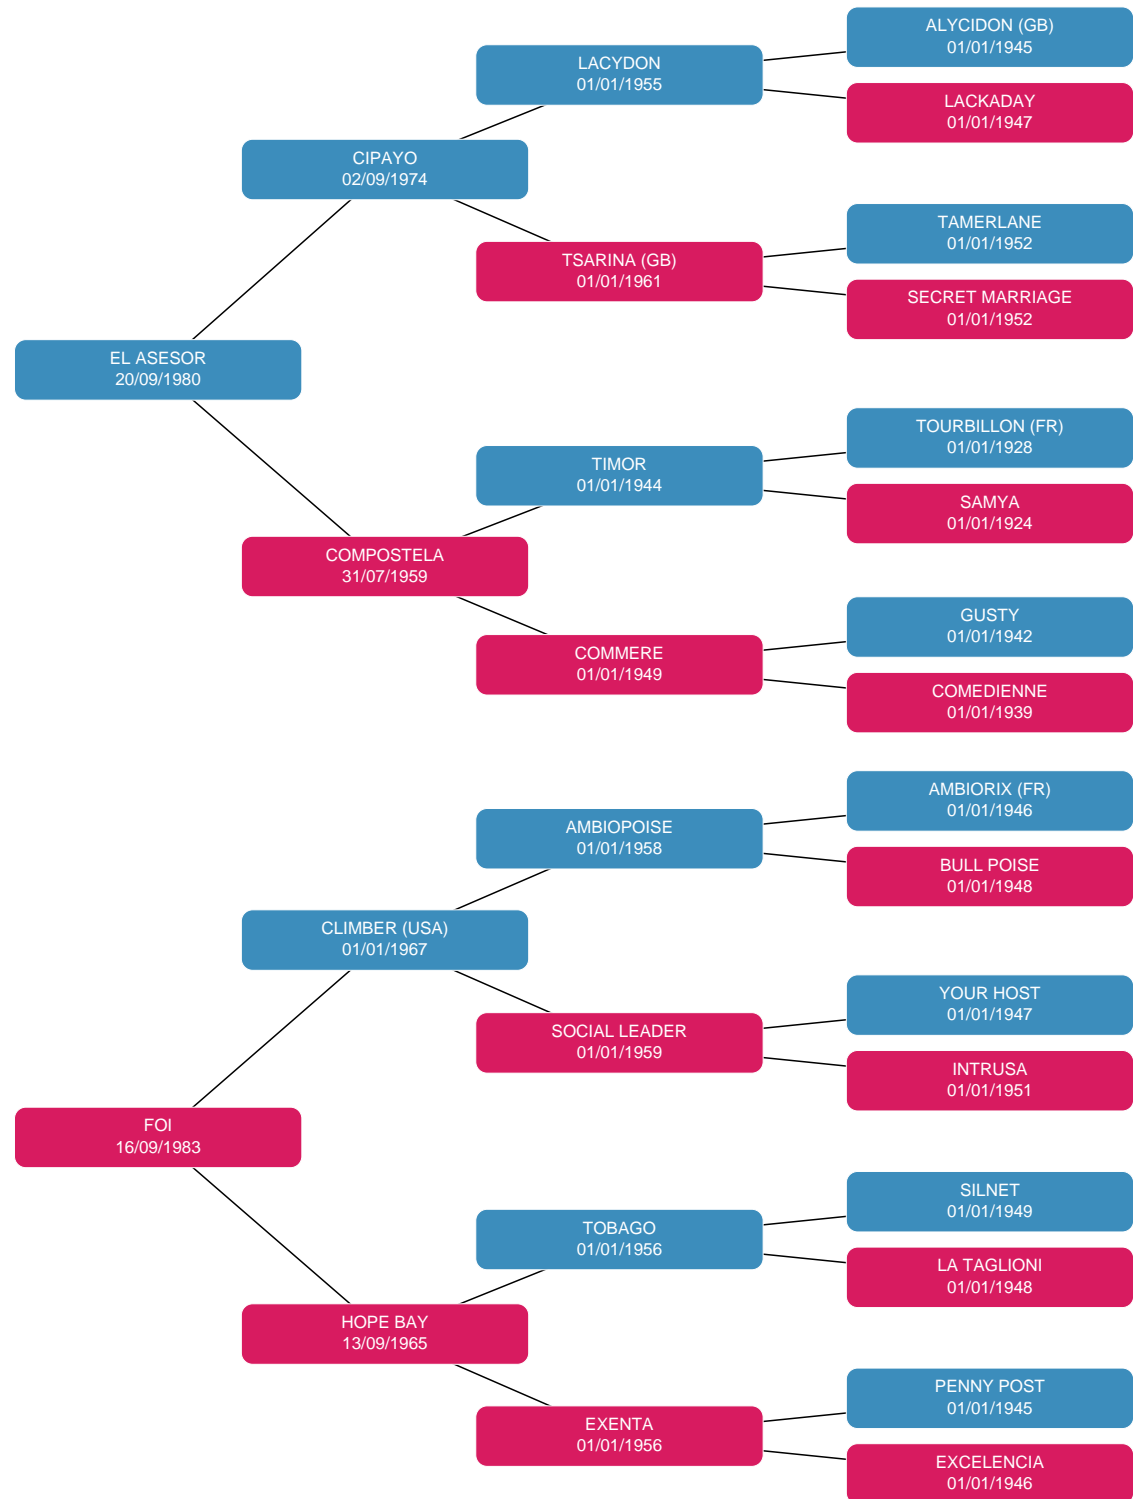 ALYCIDON (GB)
01/01/1945
LACYDON
01/01/1955
LACKADAY
01/01/1947
CIPAYO
02/09/1974
TAMERLANE
01/01/1952
TSARINA (GB)
01/01/1961
SECRET MARRIAGE
01/01/1952
EL ASESOR
20/09/1980
TOURBILLON (FR)
01/01/1928
TIMOR
01/01/1944
SAMYA
01/01/1924
COMPOSTELA
31/07/1959
GUSTY
01/01/1942
COMMERE
01/01/1949
COMEDIENNE
01/01/1939
AMBIORIX (FR)
01/01/1946
AMBIOPOISE
01/01/1958
BULL POISE
01/01/1948
CLIMBER (USA)
01/01/1967
YOUR HOST
01/01/1947
SOCIAL LEADER
01/01/1959
INTRUSA
01/01/1951
FOI
16/09/1983
SILNET
01/01/1949
TOBAGO
01/01/1956
LA TAGLIONI
01/01/1948
HOPE BAY
13/09/1965
PENNY POST
01/01/1945
EXENTA
01/01/1956
EXCELENCIA
01/01/1946